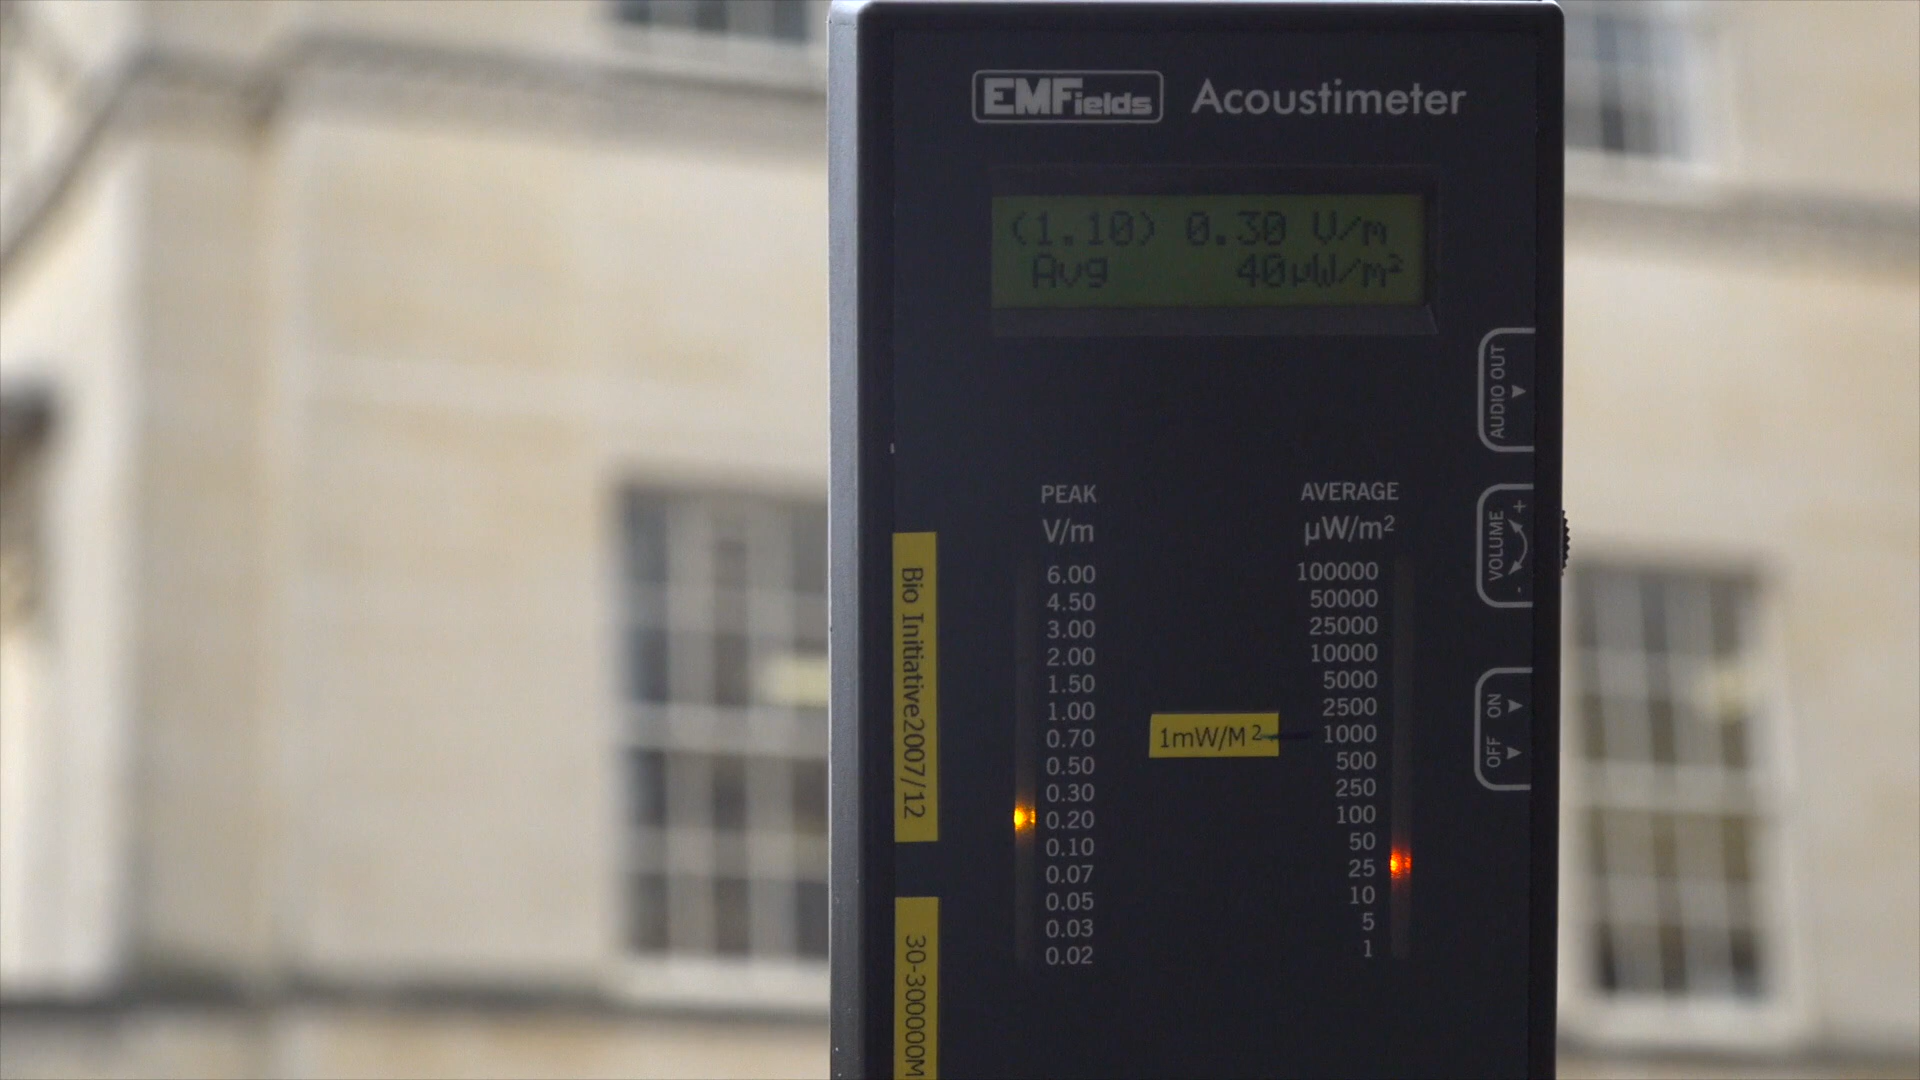 EMFields Acoustimeter
(1.10) 0.30 V/m
Avg 40µW/m²
AUDIO OUT
VOLUME - +
OFF ON
PEAK
V/m
6.00
4.50
3.00
2.00
1.50
1.00
0.70
0.50
0.30
0.20
0.10
0.07
0.05
0.03
0.02
1mW/M²
AVERAGE
µW/m²
100000
50000
25000
10000
5000
2500
1000
500
250
100
50
25
10
5
1
Bio Initiative2007/12
30-300000M